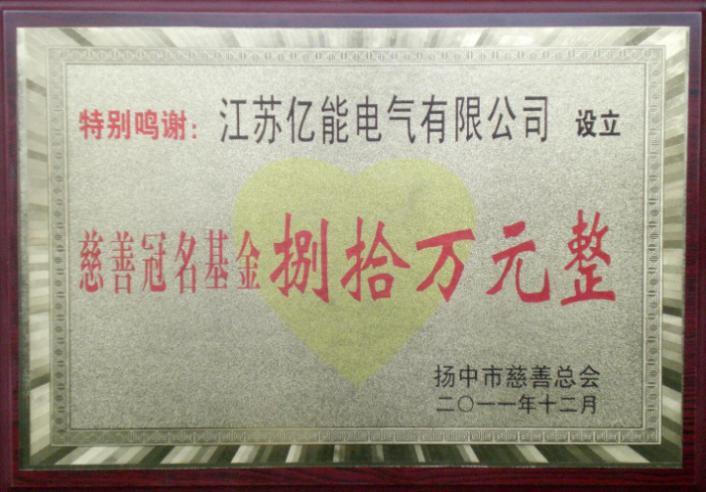 特别鸣谢：江苏亿能电气有限公司 设立
慈善冠名基金捌拾万元整
扬中市慈善总会
二〇一一年十二月